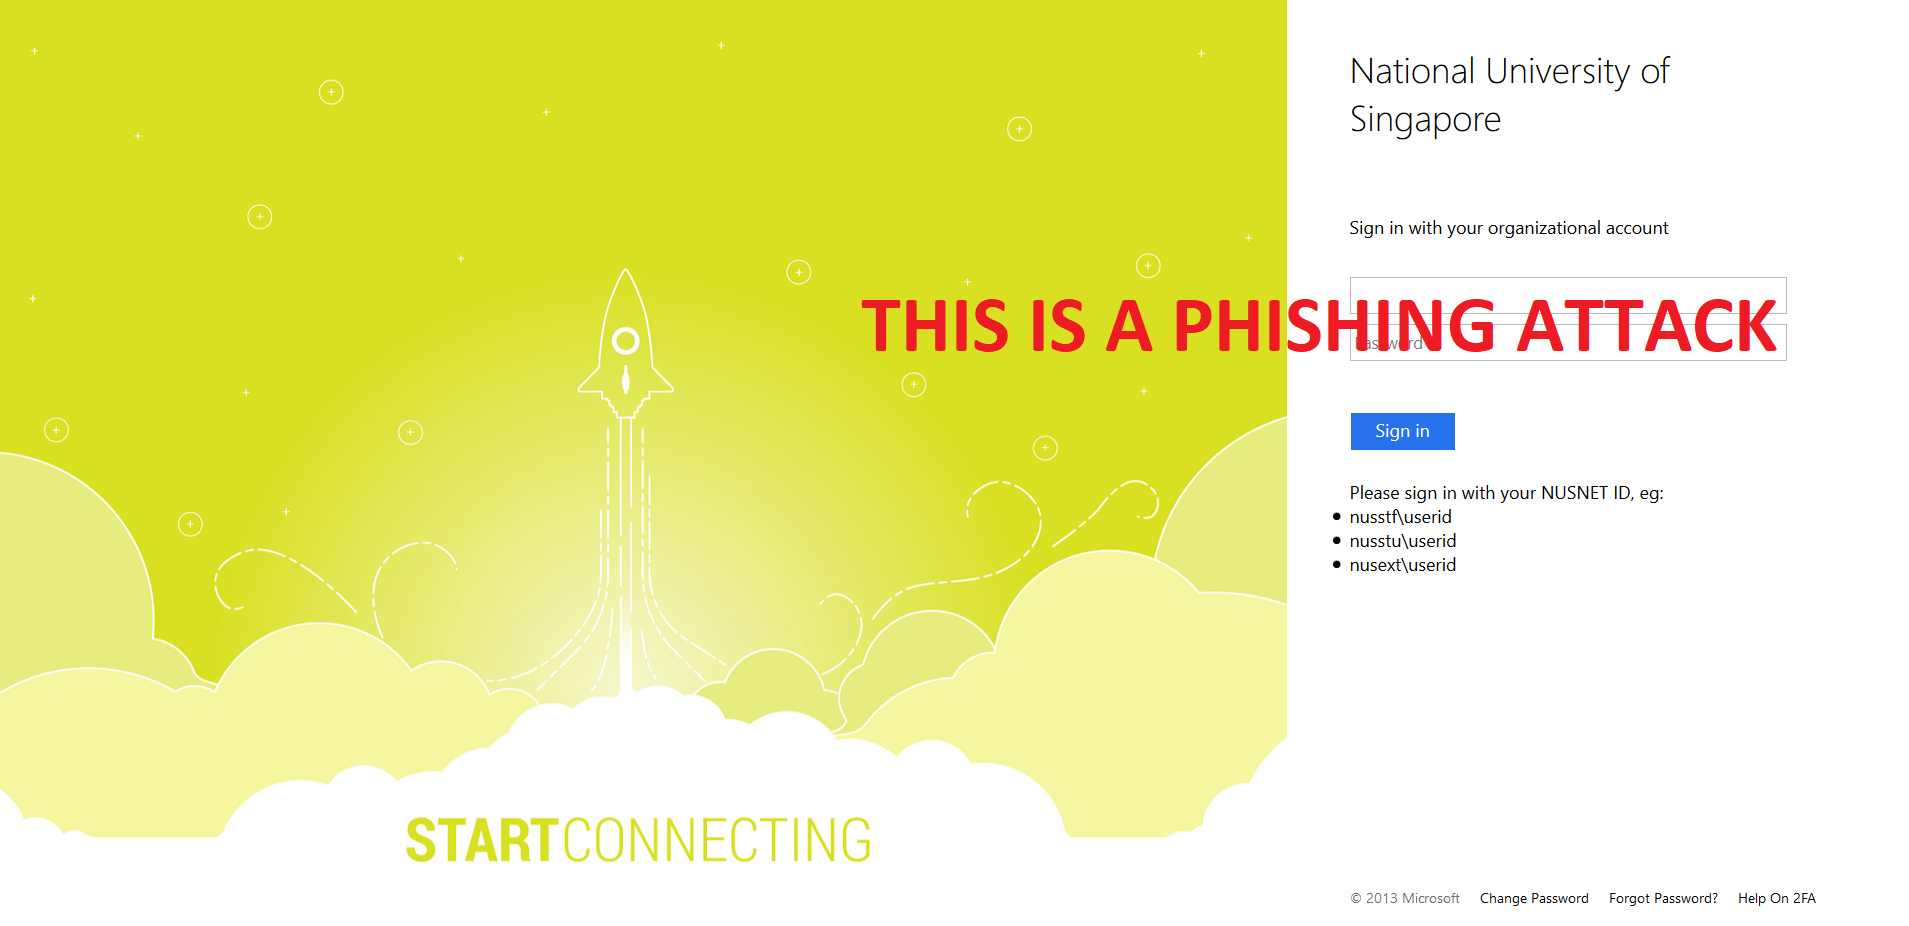 National University of
Singapore
Sign in with your organizational account
THIS IS A PHISHING ATTACK
Password
Sign in
Please sign in with your NUSNET ID, eg:
nusstf\userid
nusstu\userid
nusext\userid
STARTCONNECTING
© 2013 Microsoft Change Password Forgot Password? Help On 2FA